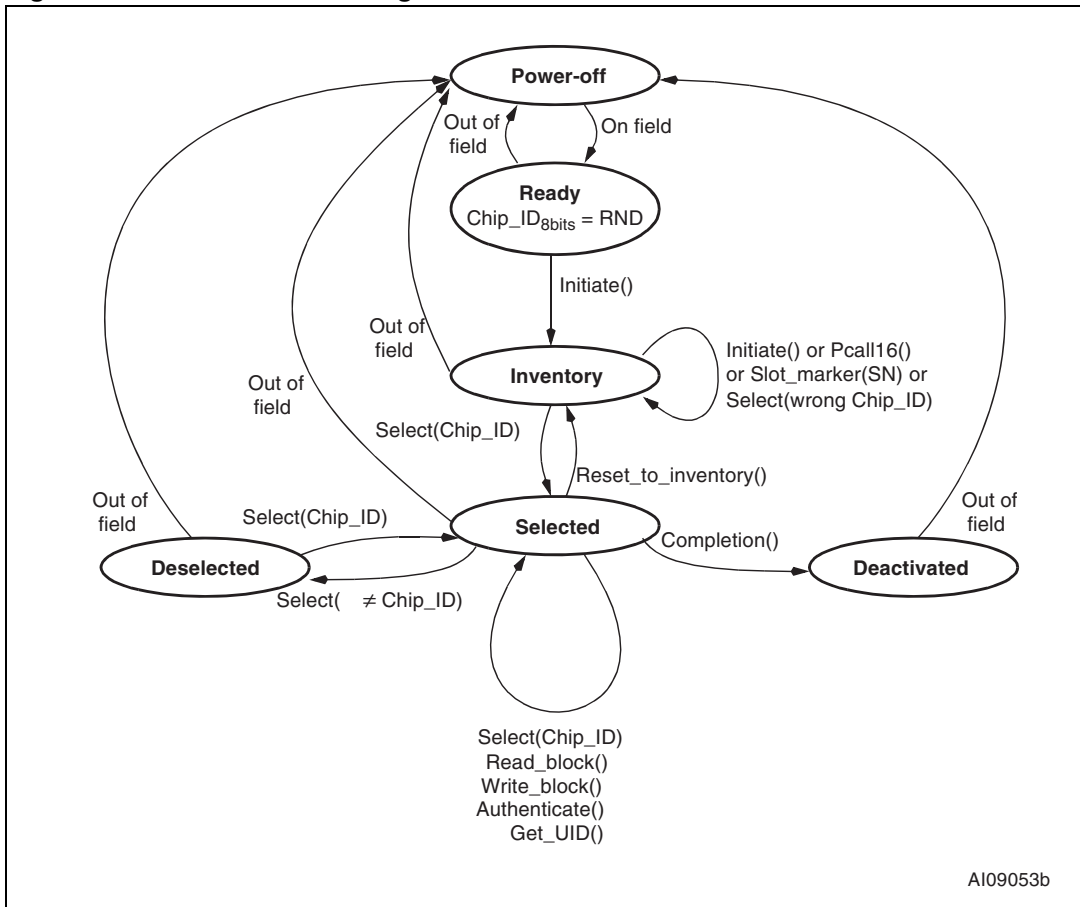 Power-off
Out of
field
On field
Ready
Chip_ID8bits = RND
Initiate()
Out of
field
Inventory
Initiate() or Pcall16()
or Slot_marker(SN) or
Select(wrong Chip_ID)
Out of
field
Select(Chip_ID)
Reset_to_inventory()
Out of
field
Select(Chip_ID)
Selected
Completion()
Out of
field
Deselected
Deactivated
Select( ≠ Chip_ID)
Select(Chip_ID)
Read_block()
Write_block()
Authenticate()
Get_UID()
AI09053b